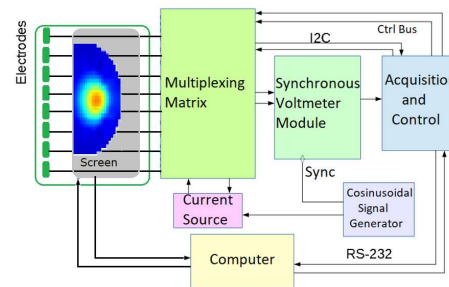 Electrodes
Screen
Multiplexing
Matrix
I2C
Ctrl Bus
Synchronous
Voltmeter
Module
Acquisition
and
Control
Sync
Current
Source
Cosinusoidal
Signal
Generator
RS-232
Computer